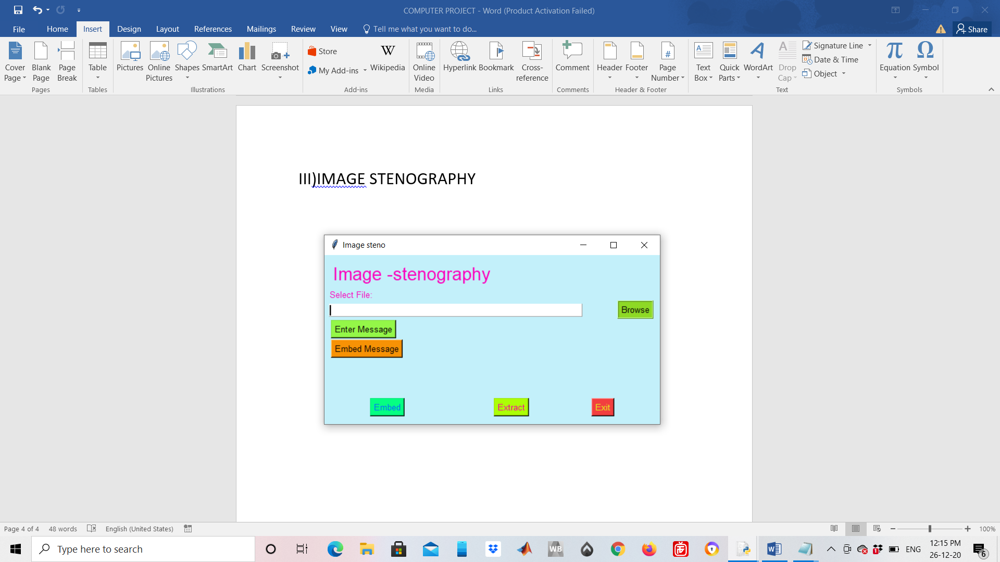 COMPUTER PROJECT - Word (Product Activation Failed)
File Home Insert Design Layout References Mailings Review View Tell me what you want to do... Share
Cover Page
Blank Page
Page Break
Pages
Table
Tables
Pictures
Online Pictures
Shapes
SmartArt
Chart
Screenshot
Illustrations
Store
My Add-ins
Wikipedia
Add-ins
Online Video
Media
Hyperlink
Bookmark
Cross-reference
Links
Comment
Comments
Header
Footer
Page Number
Header & Footer
Text Box
Quick Parts
WordArt
Drop Cap
Signature Line
Date & Time
Object
Text
Equation
Symbol
Symbols
III)IMAGE STENOGRAPHY
Image steno
Image -stenography
Select File:
Browse
Enter Message
Embed Message
Embed Extract Exit
Page 4 of 4 48 words English (United States) 100%
Type here to search
WB
ENG
12:15 PM
26-12-20
1
6